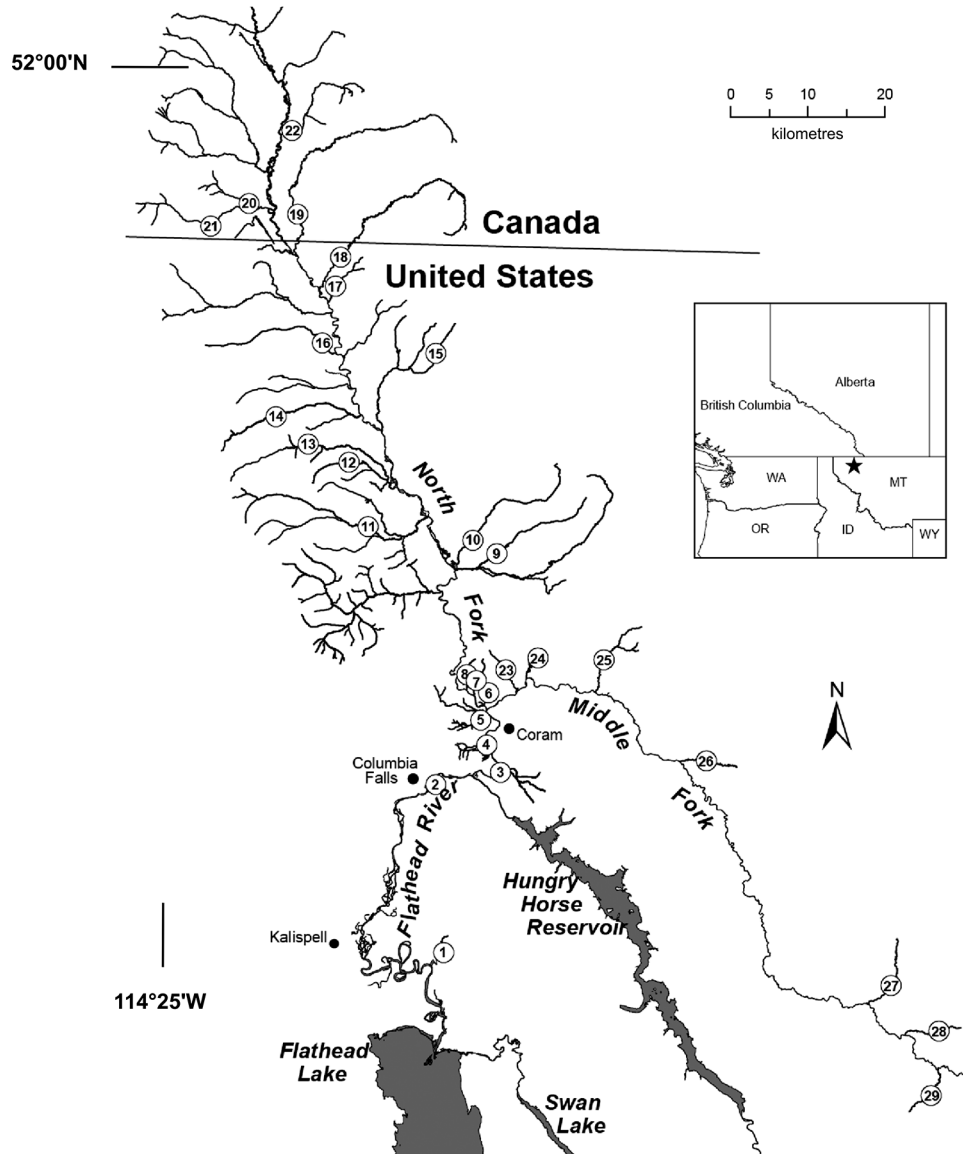 52°00'N
0 5 10 20
kilometres
22
20
19
21
Canada
18
United States
17
16
15
14
13
12
North
11
10
9
British Columbia
Alberta
WA
MT
OR
ID
WY
Fork
8
7
6
23
24
25
5
Coram
Middle
4
3
Columbia
Falls
2
26
Fork
Flathead River
Hungry
Horse
Reservoir
N
Kalispell
1
114°25'W
27
28
29
Flathead
Lake
Swan
Lake